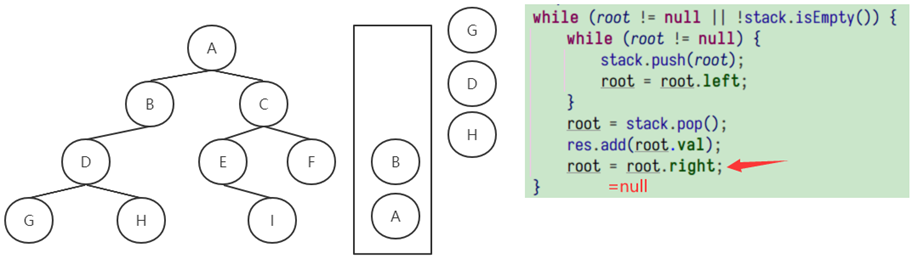 A
B
C
D
E
F
G
H
I
B
A
G
D
H
while (root != null || !stack.isEmpty()) {
while (root != null) {
stack.push(root);
root = root.left;
}
root = stack.pop();
res.add(root.val);
root = root.right;
}
=null